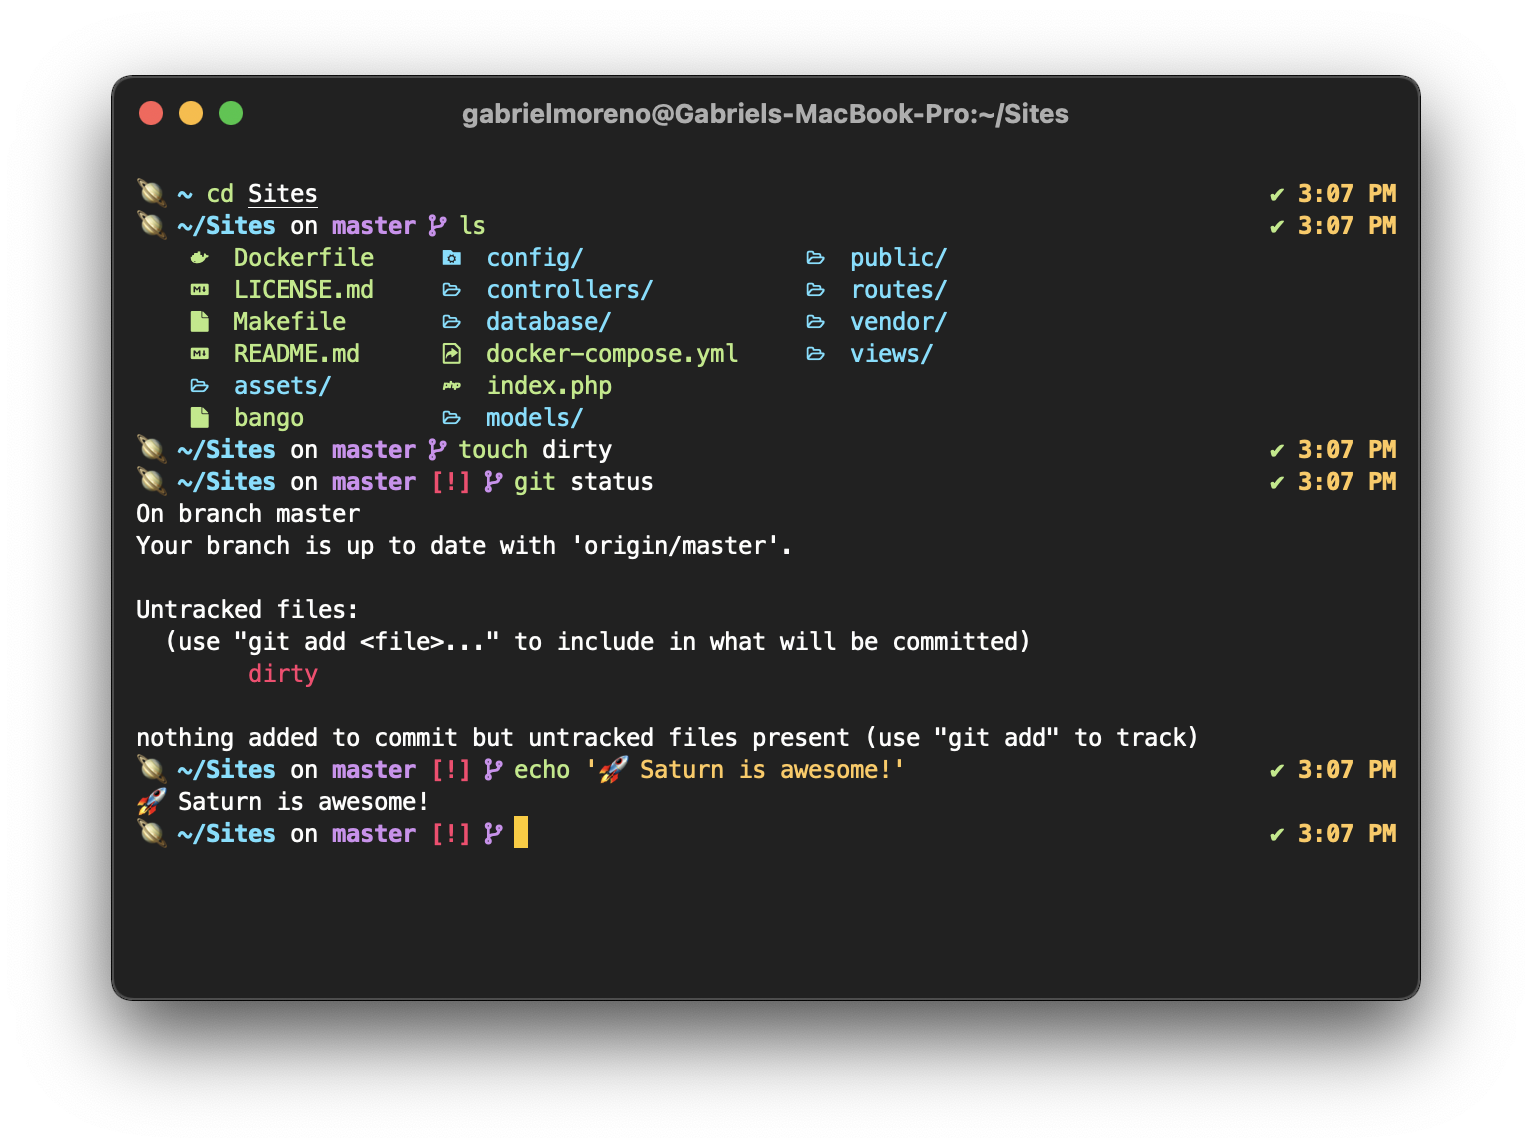 gabrielmoreno@Gabriels-MacBook-Pro:~/Sites
🪐 ~ cd Sites ✔ 3:07 PM
🪐 ~/Sites on master ls ✔ 3:07 PM
Dockerfile config/ public/
LICENSE.md controllers/ routes/
Makefile database/ vendor/
README.md docker-compose.yml views/
assets/ php index.php
bango models/
🪐 ~/Sites on master touch dirty ✔ 3:07 PM
🪐 ~/Sites on master [!] git status ✔ 3:07 PM
On branch master
Your branch is up to date with 'origin/master'.

Untracked files:
  (use "git add <file>..." to include in what will be committed)
        dirty

nothing added to commit but untracked files present (use "git add" to track)
🪐 ~/Sites on master [!] echo '🚀 Saturn is awesome!' ✔ 3:07 PM
🚀 Saturn is awesome!
🪐 ~/Sites on master [!] ✔ 3:07 PM